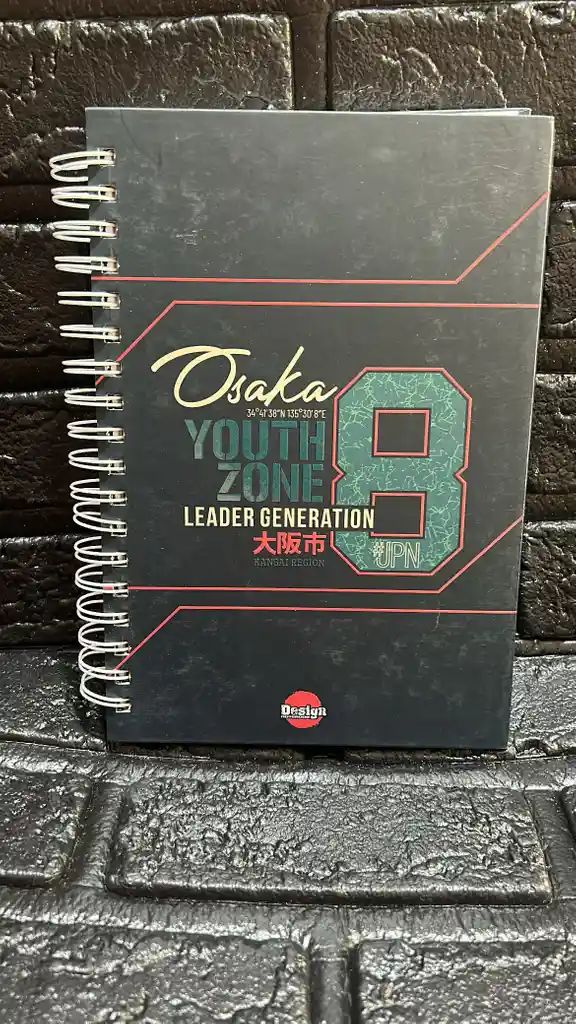 Osaka
34°41'38"N 135°30'8"E
YOUTH
ZONE
8
LEADER GENERATION
大阪市
#JPN
KANSAI REGION
Design